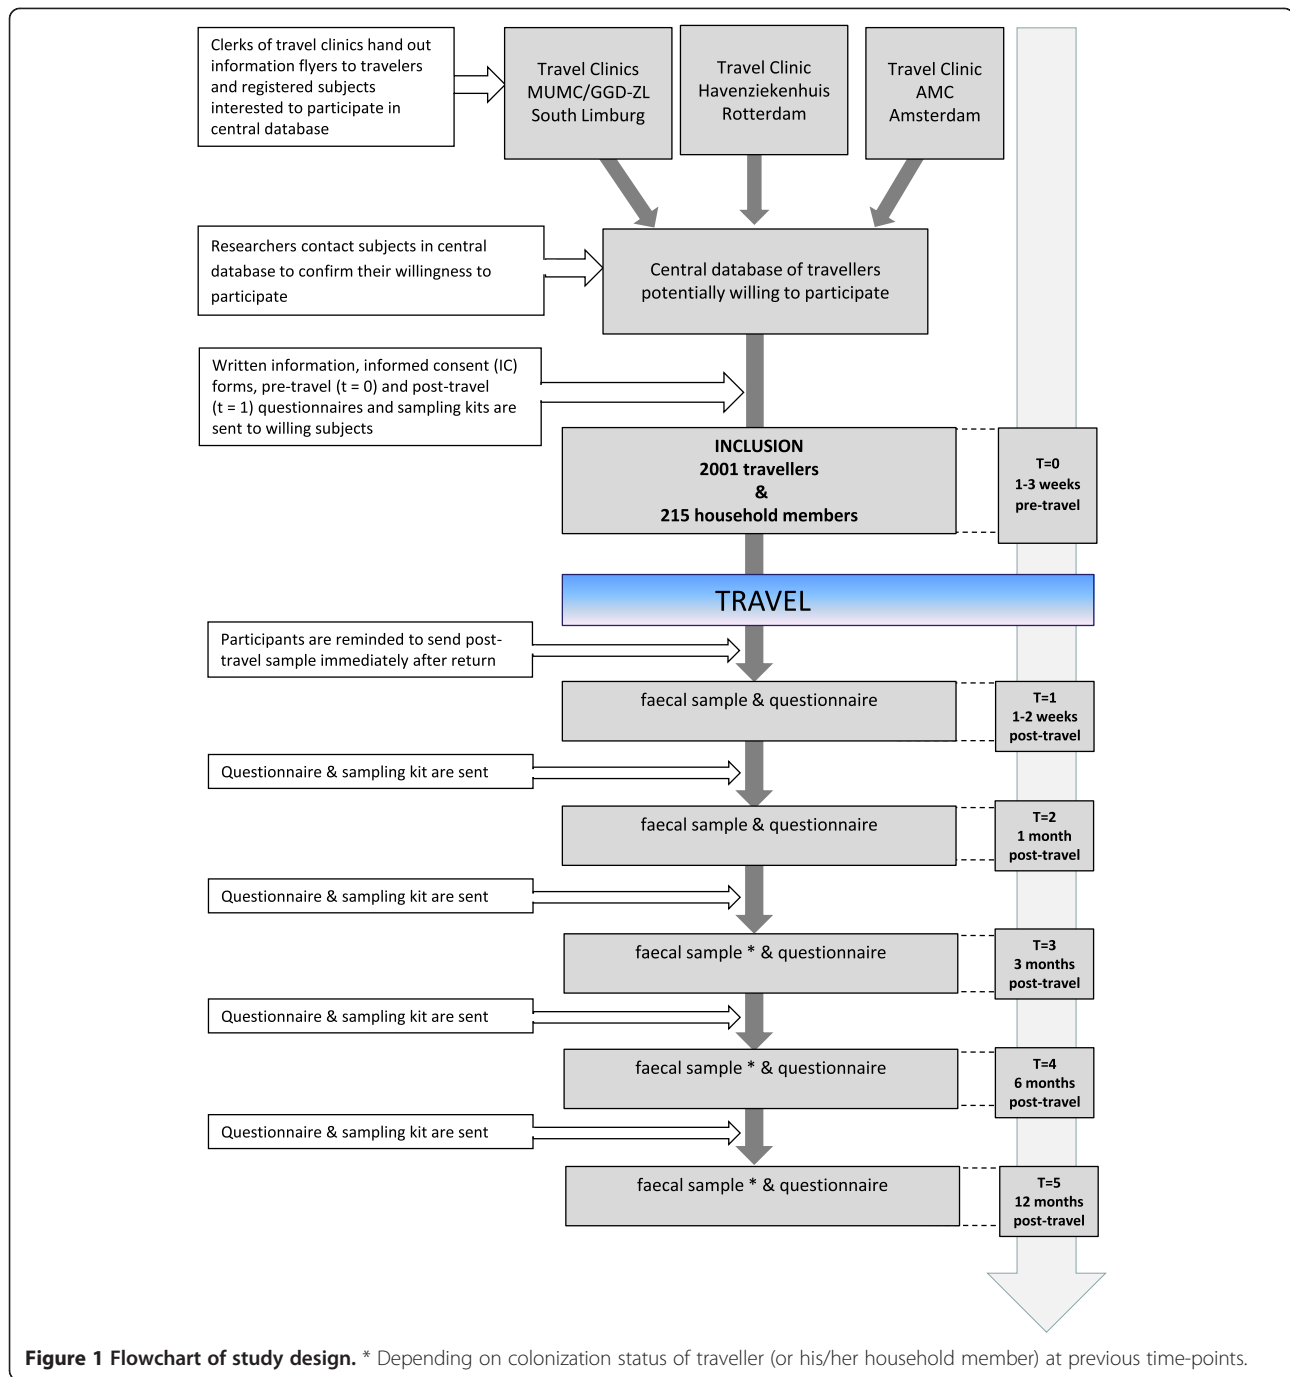 Clerks of travel clinics hand out
information flyers to travelers
and registered subjects
interested to participate in
central database
Travel Clinics
MUMC/GGD-ZL
South Limburg
Travel Clinic
Havenziekenhuis
Rotterdam
Travel Clinic
AMC
Amsterdam
Researchers contact subjects in central
database to confirm their willingness to
participate
Central database of travellers
potentially willing to participate
Written information, informed consent (IC)
forms, pre-travel (t = 0) and post-travel
(t = 1) questionnaires and sampling kits are
sent to willing subjects
INCLUSION
2001 travellers
&
215 household members
T=0
1-3 weeks
pre-travel
TRAVEL
Participants are reminded to send post-
travel sample immediately after return
faecal sample & questionnaire
T=1
1-2 weeks
post-travel
Questionnaire & sampling kit are sent
faecal sample & questionnaire
T=2
1 month
post-travel
Questionnaire & sampling kit are sent
faecal sample * & questionnaire
T=3
3 months
post-travel
Questionnaire & sampling kit are sent
faecal sample * & questionnaire
T=4
6 months
post-travel
Questionnaire & sampling kit are sent
faecal sample * & questionnaire
T=5
12 months
post-travel
Figure 1 Flowchart of study design. * Depending on colonization status of traveller (or his/her household member) at previous time-points.